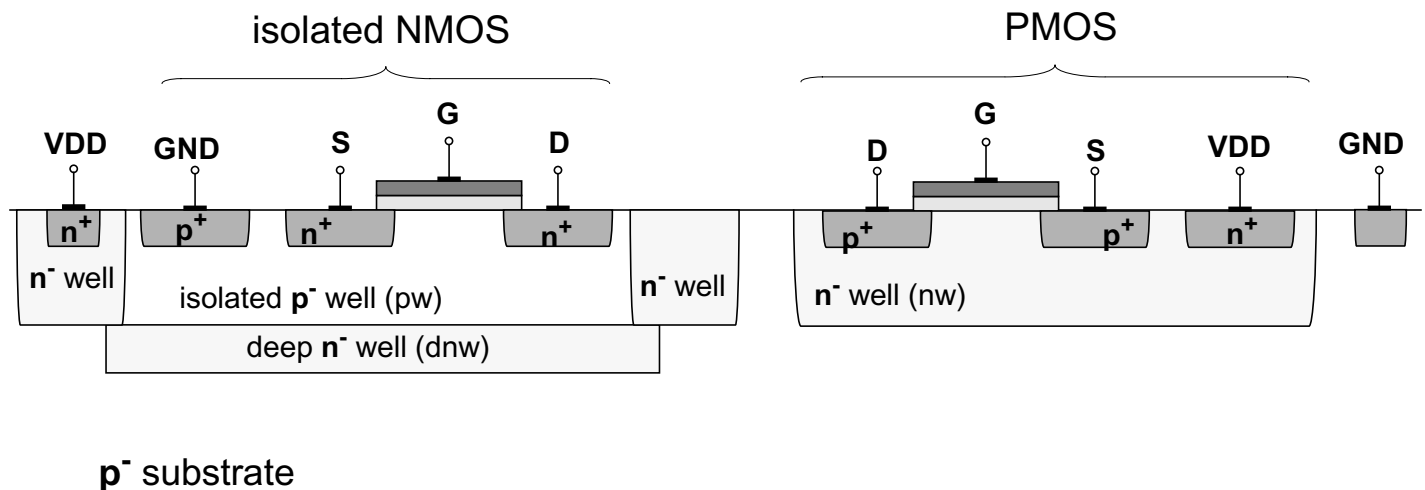 isolated NMOS PMOS
G G
VDD GND S D D S VDD GND
n+ p+ n+ n+ p+ p+ n+
n- well isolated p- well (pw) n- well n- well (nw)
deep n- well (dnw)
p- substrate